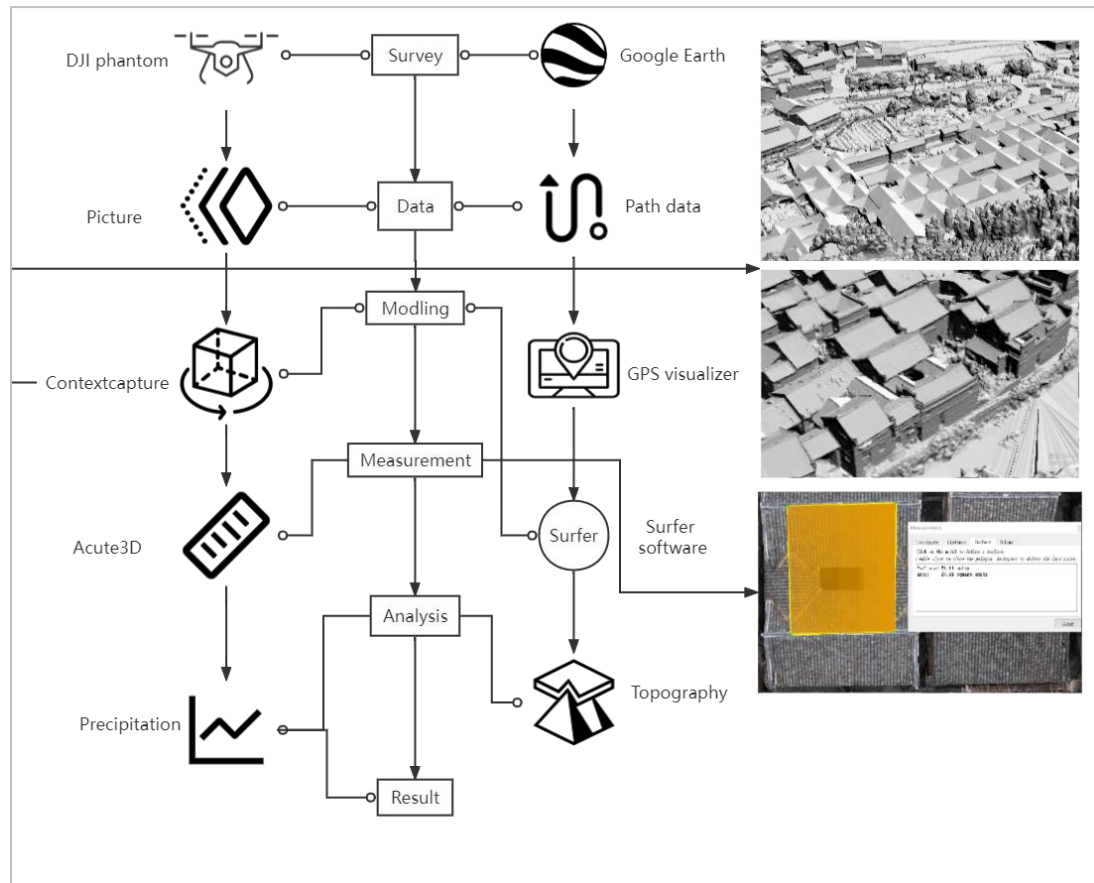 DJI phantom
Survey
Google Earth
Picture
Data
Path data
Modling
Contextcapture
GPS visualizer
Measurement
Acute3D
Surfer
Surfer
software
Analysis
Precipitation
Topography
Result